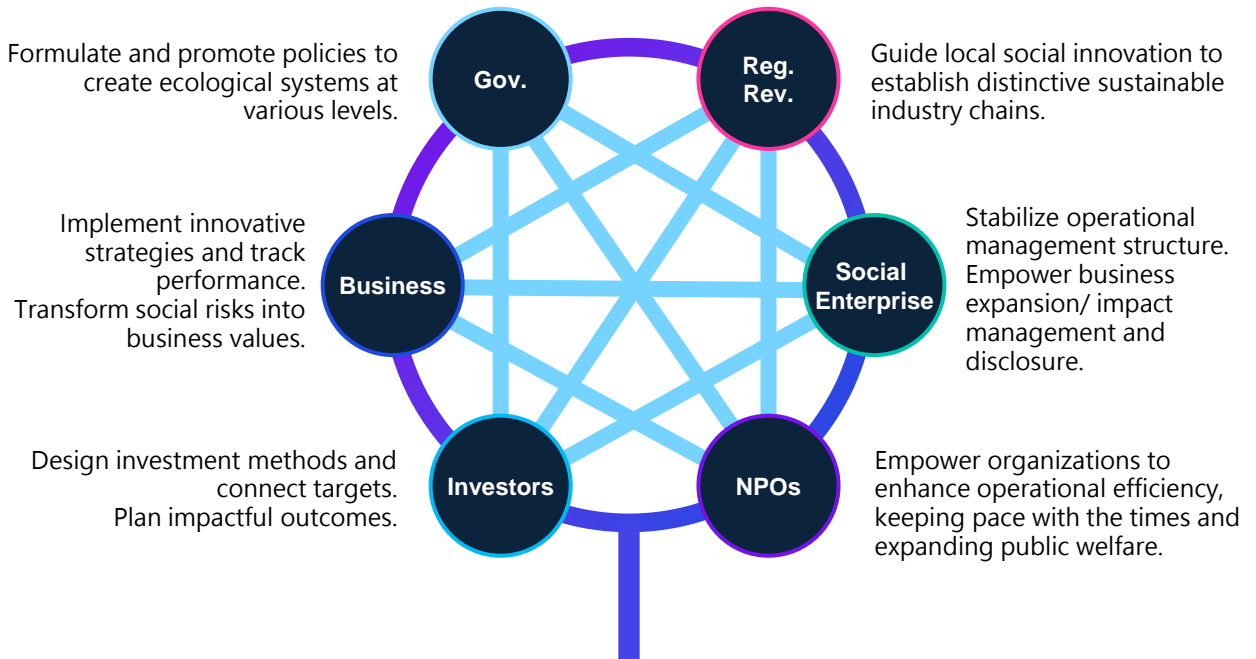 Formulate and promote policies to
create ecological systems at
various levels.
Gov.
Reg.
Rev.
Guide local social innovation to
establish distinctive sustainable
industry chains.
Implement innovative
strategies and track
performance.
Transform social risks into
business values.
Business
Social
Enterprise
Stabilize operational
management structure.
Empower business
expansion/ impact
management and
disclosure.
Design investment methods and
connect targets.
Plan impactful outcomes.
Investors
NPOs
Empower organizations to
enhance operational efficiency,
keeping pace with the times and
expanding public welfare.